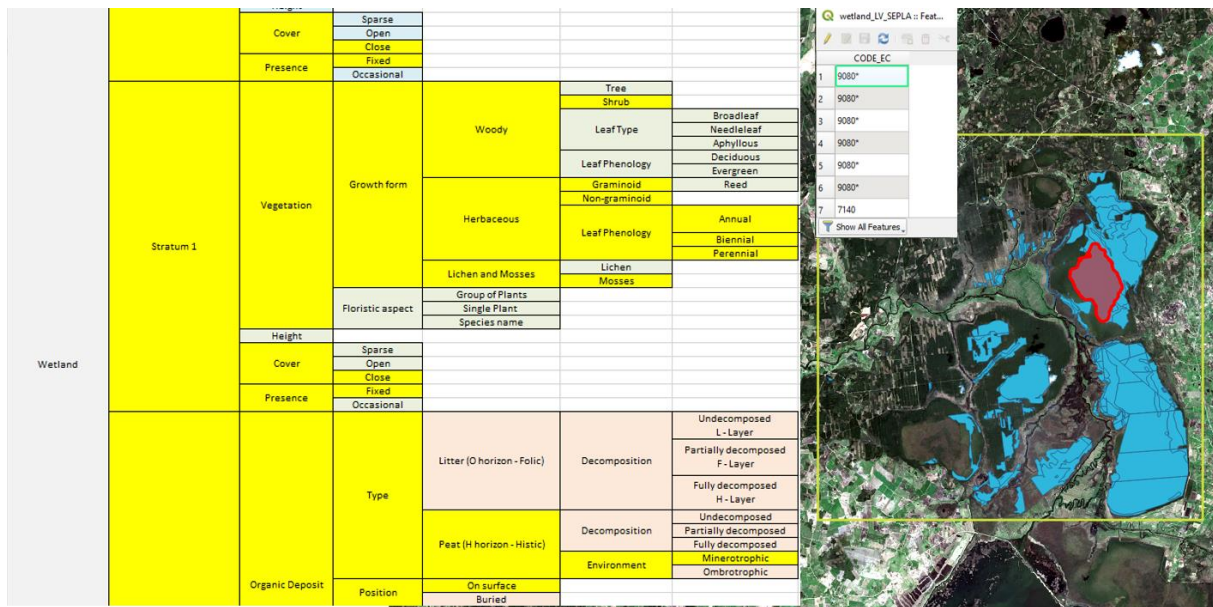 Height
Sparse
Cover
Open
Close
Presence
Fixed
Occasional
Wetland
Stratum 1
Vegetation
Growth form
Woody
Tree
Shrub
Leaf Type
Broadleaf
Needleleaf
Aphyllous
Leaf Phenology
Deciduous
Evergreen
Herbaceous
Graminoid
Reed
Non-graminoid
Leaf Phenology
Annual
Biennial
Perennial
Lichen and Mosses
Lichen
Mosses
Floristic aspect
Group of Plants
Single Plant
Species name
Height
Cover
Sparse
Open
Close
Presence
Fixed
Occasional
Organic Deposit
Type
Litter (O horizon - Folic)
Decomposition
Undecomposed
L - Layer
Partially decomposed
F - Layer
Fully decomposed
H - Layer
Peat (H horizon - Histic)
Decomposition
Undecomposed
Partially decomposed
Fully decomposed
Environment
Minerotrophic
Ombrotrophic
Position
On surface
Buried
wetland_LV_SEPLA :: Feat...
CODE_EC
1 9080*
2 9080*
3 9080*
4 9080*
5 9080*
6 9080*
7 7140
Show All Features